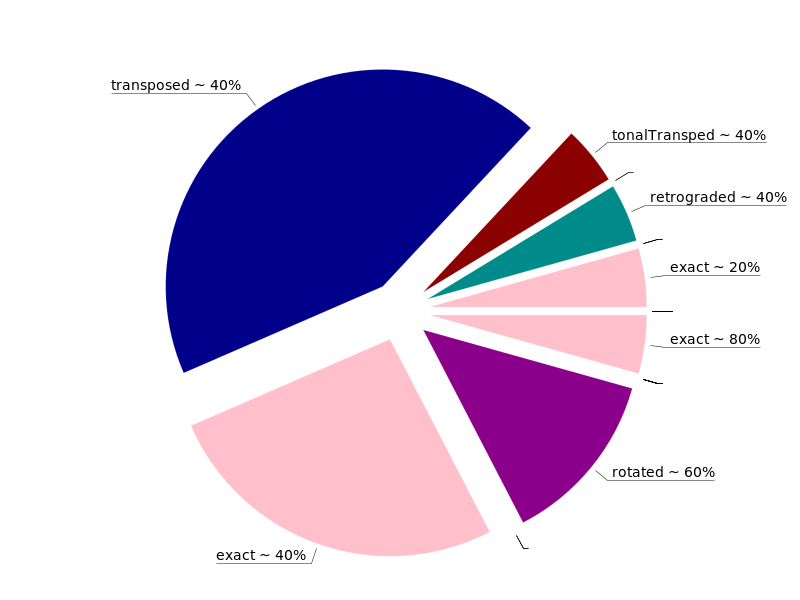 transposed ~ 40%
tonalTransped ~ 40%
retrograded ~ 40%
exact ~ 20%
exact ~ 80%
rotated ~ 60%
exact ~ 40%